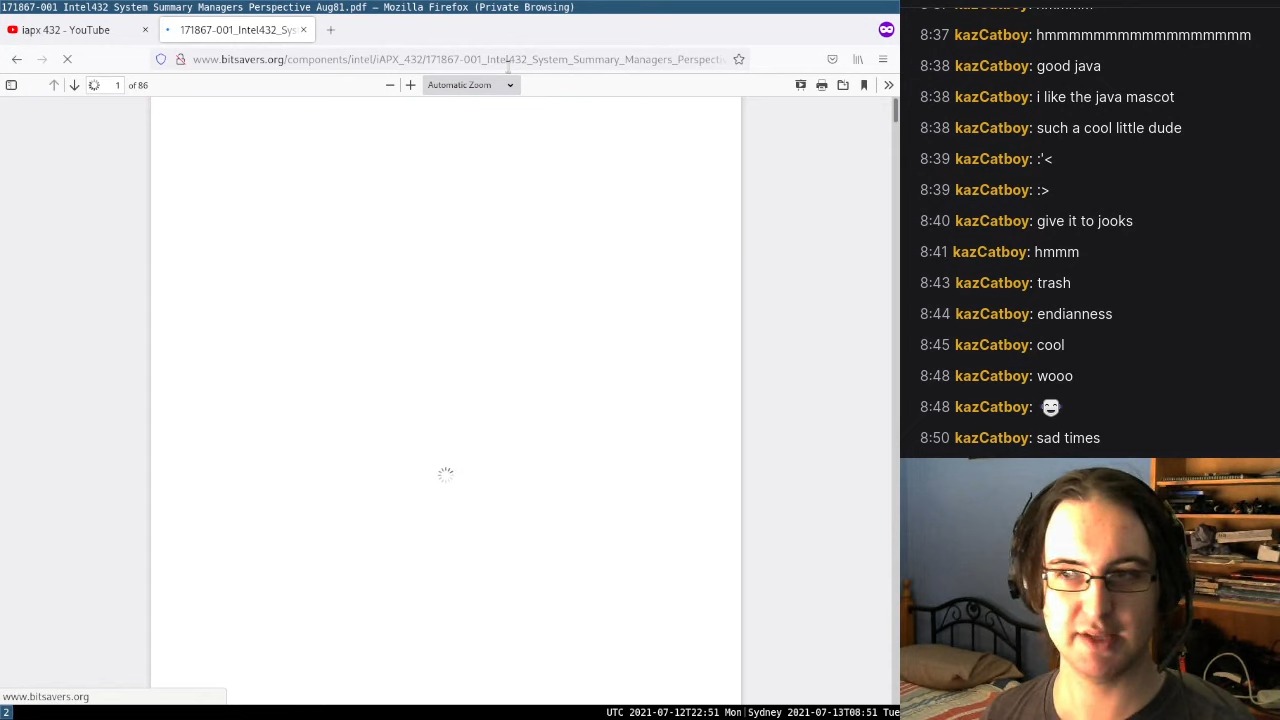 171867-001 Intel432 System Summary Managers Perspective Aug81.pdf — Mozilla Firefox (Private Browsing)
iapx 432 - YouTube
171867-001_Intel432_Sys
www.bitsavers.org/components/intel/iAPX_432/171867-001_Intel432_System_Summary_Managers_Perspecti
1 of 86
Automatic Zoom
www.bitsavers.org
2
UTC 2021-07-12T22:51 Mon Sydney 2021-07-13T08:51 Tue
8:37 kazCatboy: hmmmmmmmmmmmmmmmmm
8:38 kazCatboy: good java
8:38 kazCatboy: i like the java mascot
8:38 kazCatboy: such a cool little dude
8:39 kazCatboy: :'<
8:39 kazCatboy: :>
8:40 kazCatboy: give it to jooks
8:41 kazCatboy: hmmm
8:43 kazCatboy: trash
8:44 kazCatboy: endianness
8:45 kazCatboy: cool
8:48 kazCatboy: wooo
8:48 kazCatboy:
8:50 kazCatboy: sad times